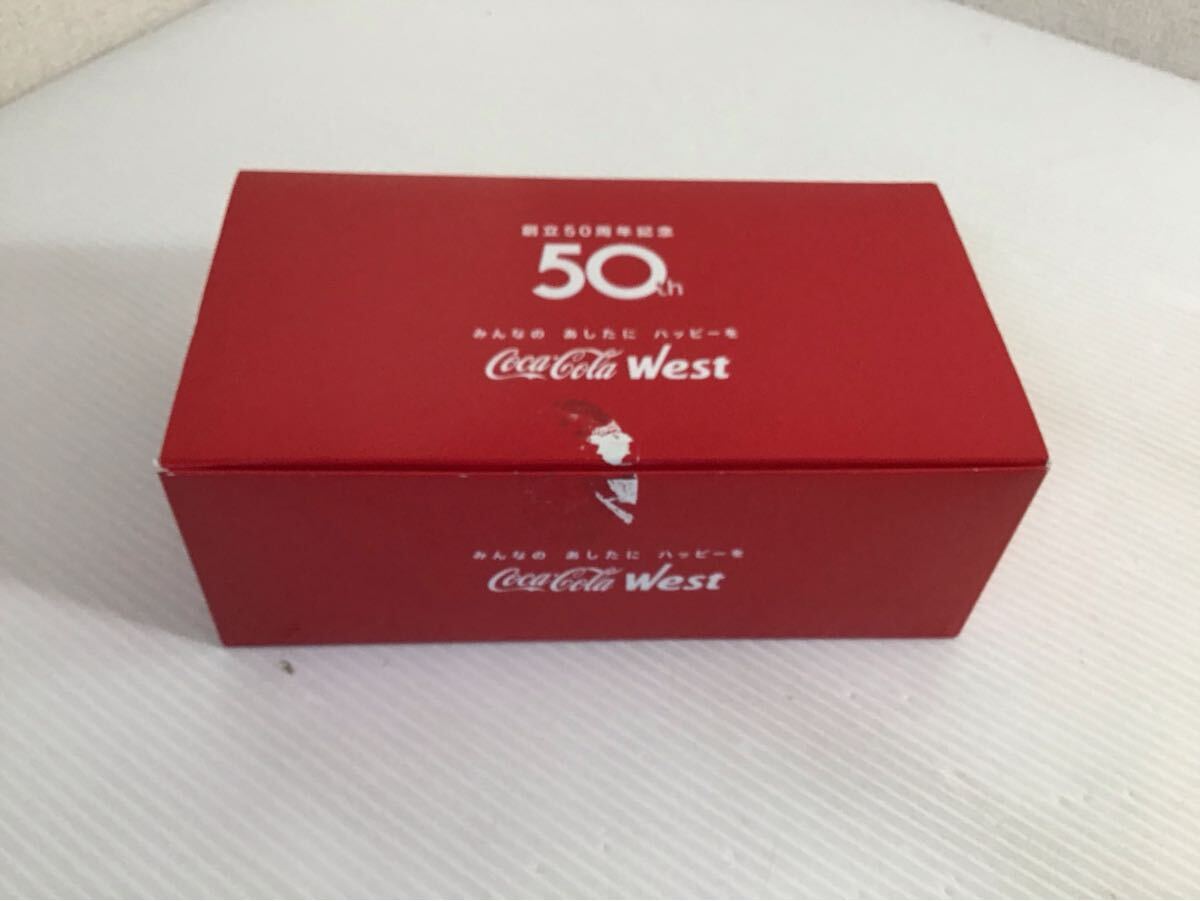 創立50周年記念
50th
みんなの あしたに ハッピーを
Coca-Cola West
みんなの あしたに ハッピーを
Coca-Cola West